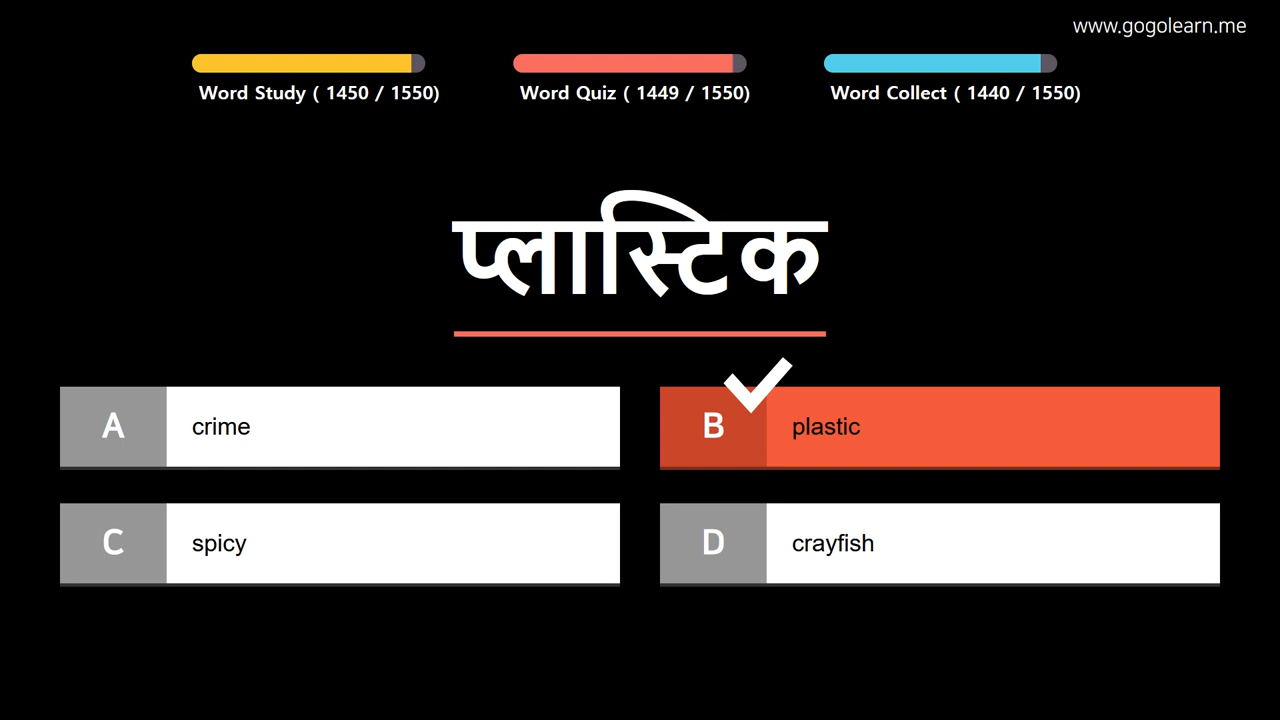 www.gogolearn.me
Word Study ( 1450 / 1550)
Word Quiz ( 1449 / 1550)
Word Collect ( 1440 / 1550)
प्लास्टिक
A crime
B plastic
C spicy
D crayfish